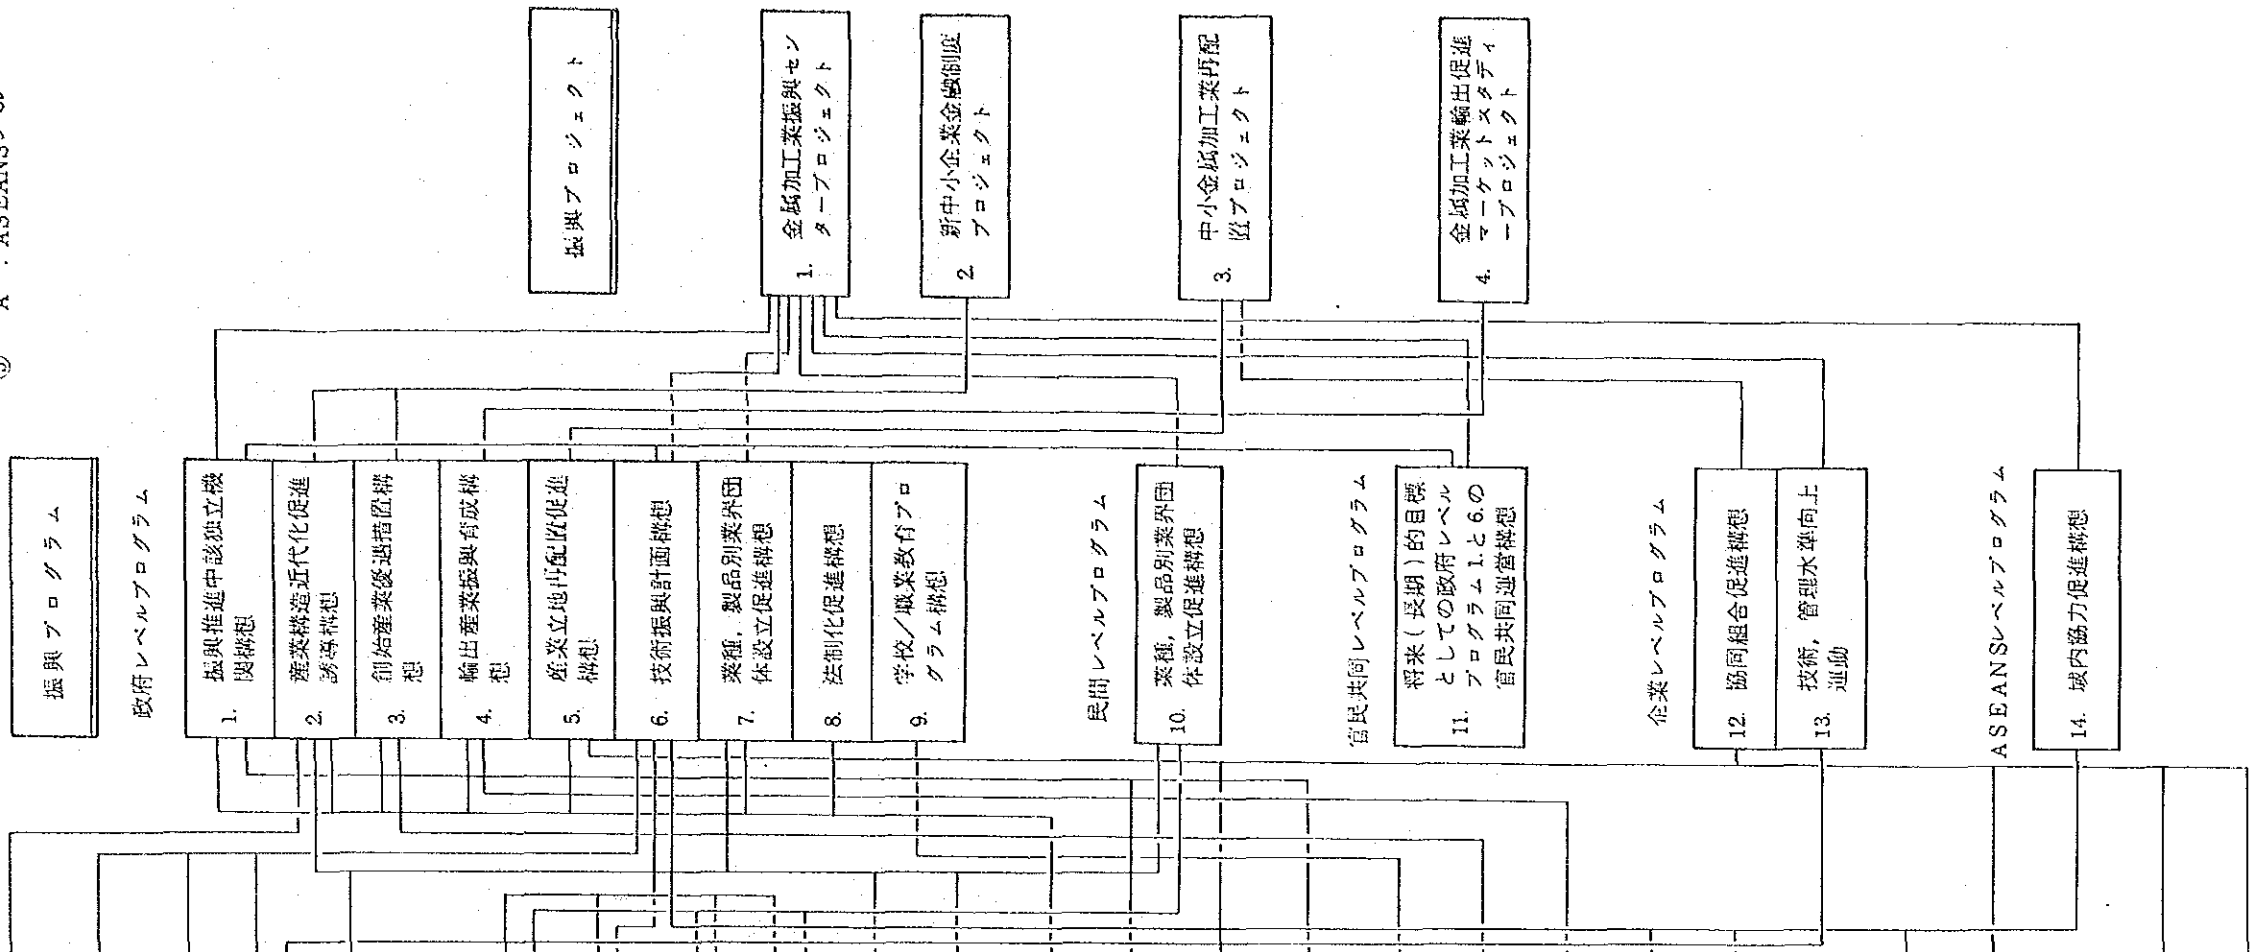 振興プログラム
政府レベルプログラム
1. 振興推進中該独立機
関構想
2. 産業構造近代化促進
誘導構想
3. 創始産業優遇措置構
想
4. 輸出産業振興育成構
想
5. 産業立地再配置促進
構想
6. 技術振興計画構想
7. 業種,製品別業界団
体設立促進構想
8. 法制化促進構想
9. 学校/職業教育プロ
グラム構想
民間レベルプログラム
10. 業種,製品別業界団
体設立促進構想
官民共同レベルプログラム
11. 将来(長期)的目標
としての政府レベル
プログラム1.と6.の
官民共同運営構想
企業レベルプログラム
12. 協同組合促進構想
13. 技術,管理水準向上
運動
ASEANSレベルプログラム
14. 域内協力促進構想
振興プロジェクト
1. 金属加工業振興セン
タープロジェクト
2. 新中小企業金融制度
プロジェクト
3. 中小金属加工業再配
置プロジェクト
4. 金属加工業輸出促進
マーケットスタディ
ープロジェクト